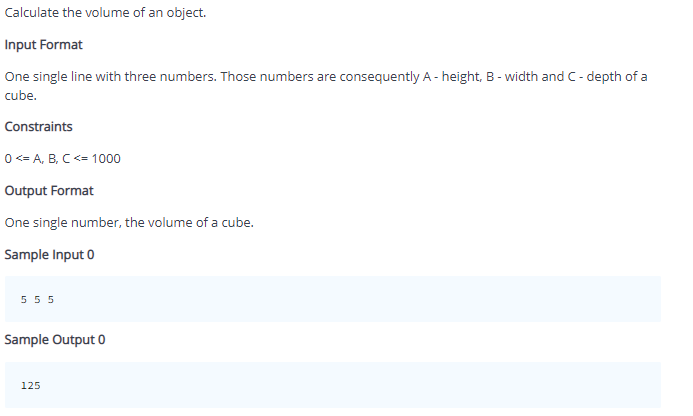 Calculate the volume of an object.
Input Format
One single line with three numbers. Those numbers are consequently A - height, B - width and C - depth of a
cube.
Constraints
0 <= A, B, C <= 1000
Output Format
One single number, the volume of a cube.
Sample Input 0
5 5 5
Sample Output 0
125